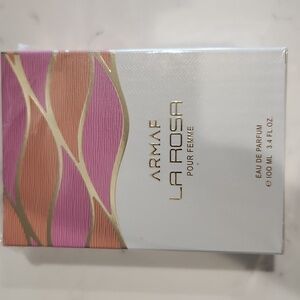 ARMAF
LA ROSA
POUR FEMME
EAU DE PARFUM
℮ 100 ML 3.4 FL.OZ.